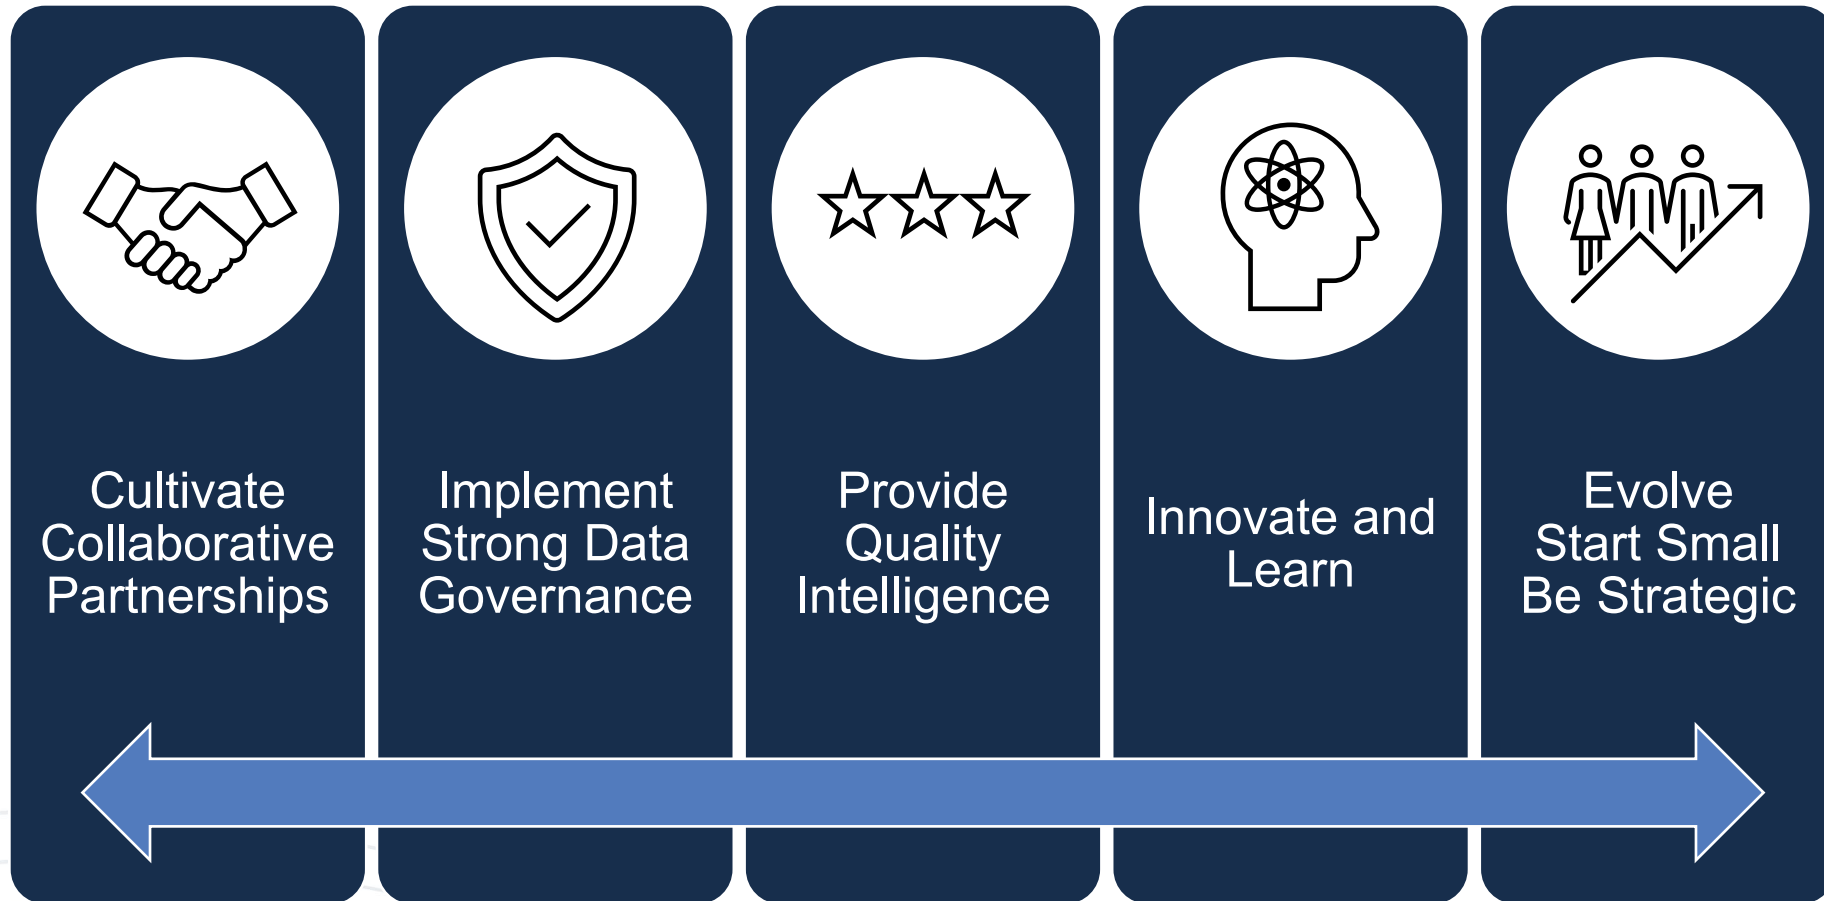 Cultivate
Collaborative
Partnerships
Implement
Strong Data
Governance
Provide
Quality
Intelligence
Innovate and
Learn
Evolve
Start Small
Be Strategic